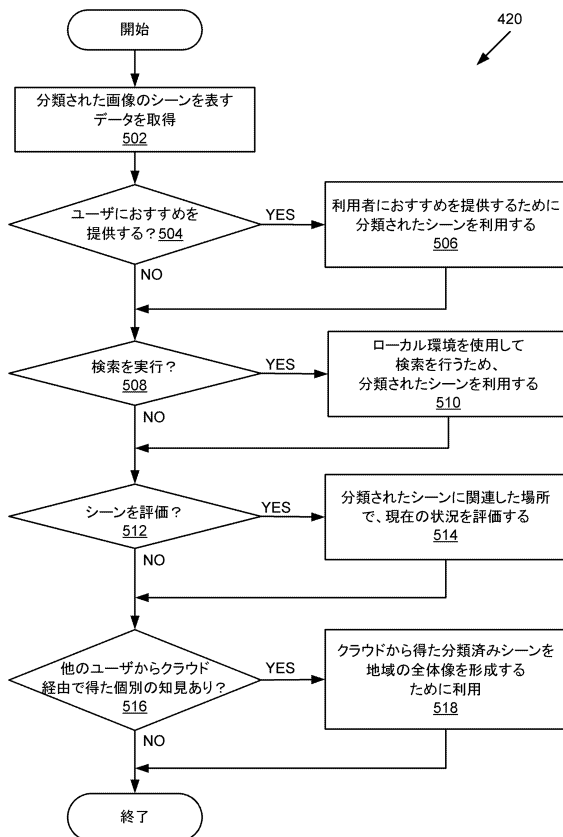 420
開始
分類された画像のシーンを表す
データを取得
502
ユーザにおすすめを
提供する？504
YES
利用者におすすめを提供するために
分類されたシーンを利用する
506
NO
検索を実行？
508
YES
ローカル環境を使用して
検索を行うため、
分類されたシーンを利用する
510
NO
シーンを評価？
512
YES
分類されたシーンに関連した場所
で、現在の状況を評価する
514
NO
他のユーザからクラウド
経由で得た個別の知見あり？
516
YES
クラウドから得た分類済みシーンを
地域の全体像を形成する
ために利用
518
NO
終了